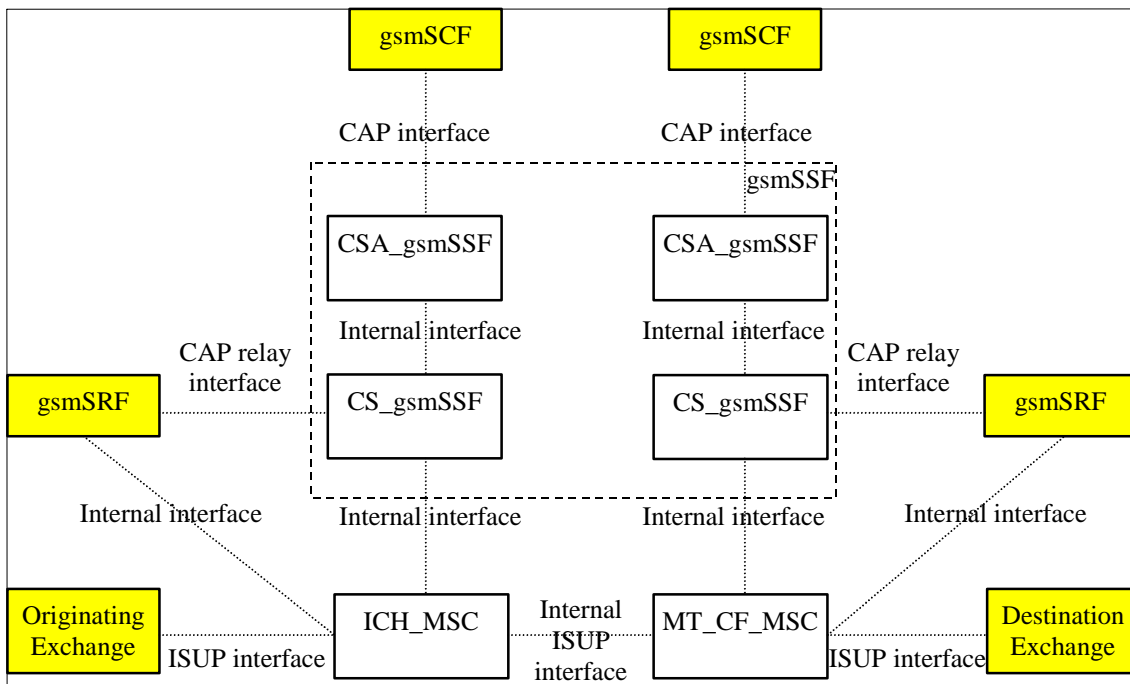 gsmSCF
gsmSCF
CAP interface
CAP interface
gsmSSF
CSA_gsmSSF
CSA_gsmSSF
Internal interface
Internal interface
CAP relay
interface
CAP relay
interface
gsmSRF
CS_gsmSSF
CS_gsmSSF
gsmSRF
Internal interface
Internal interface
Internal interface
Internal interface
Originating
Exchange
ISUP interface
ICH_MSC
Internal
ISUP
interface
MT_CF_MSC
ISUP interface
Destination
Exchange